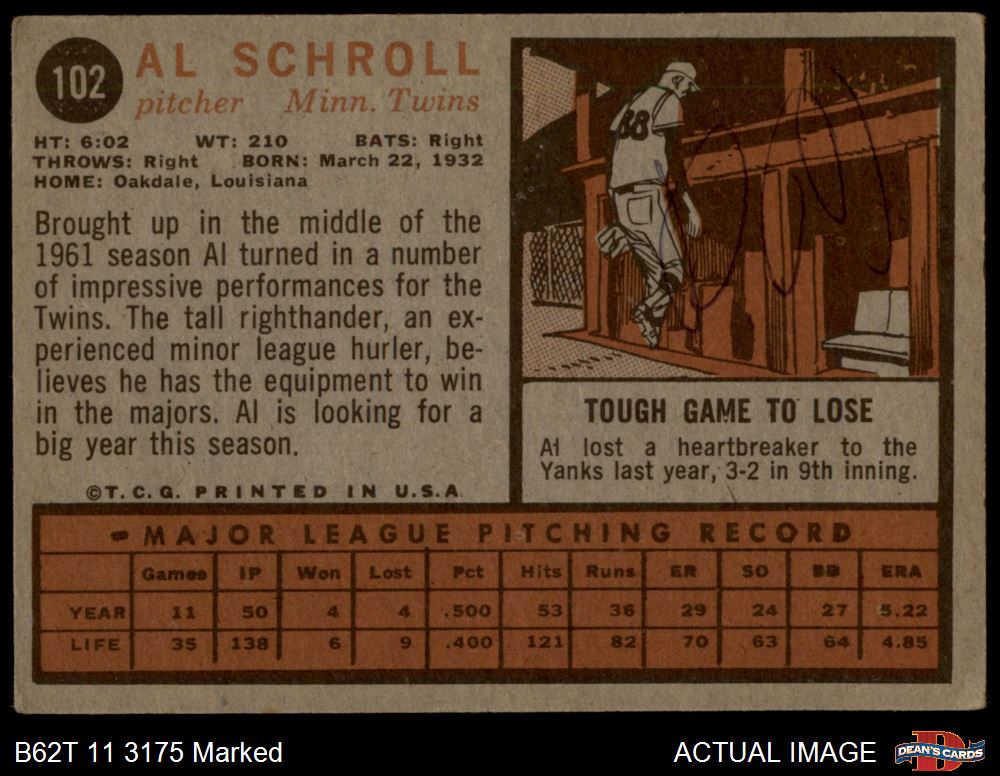 102
AL SCHROLL
pitcher Minn. Twins
HT: 6:02 WT: 210 BATS: Right
THROWS: Right BORN: March 22, 1932
HOME: Oakdale, Louisiana
Brought up in the middle of the
1961 season Al turned in a number
of impressive performances for the
Twins. The tall righthander, an ex-
perienced minor league hurler, be-
lieves he has the equipment to win
in the majors. Al is looking for a
big year this season.
©T.C.G. PRINTED IN U.S.A.
88
TOUGH GAME TO LOSE
Al lost a heartbreaker to the
Yanks last year, 3-2 in 9th inning.
MAJOR LEAGUE PITCHING RECORD
Games IP Won Lost Pct Hits Runs ER SO BB ERA
YEAR 11 50 4 4 .500 53 36 29 24 27 5.22
LIFE 35 138 6 9 .400 121 82 70 63 64 4.85
B62T 11 3175 Marked
ACTUAL IMAGE
DEAN'S CARDS